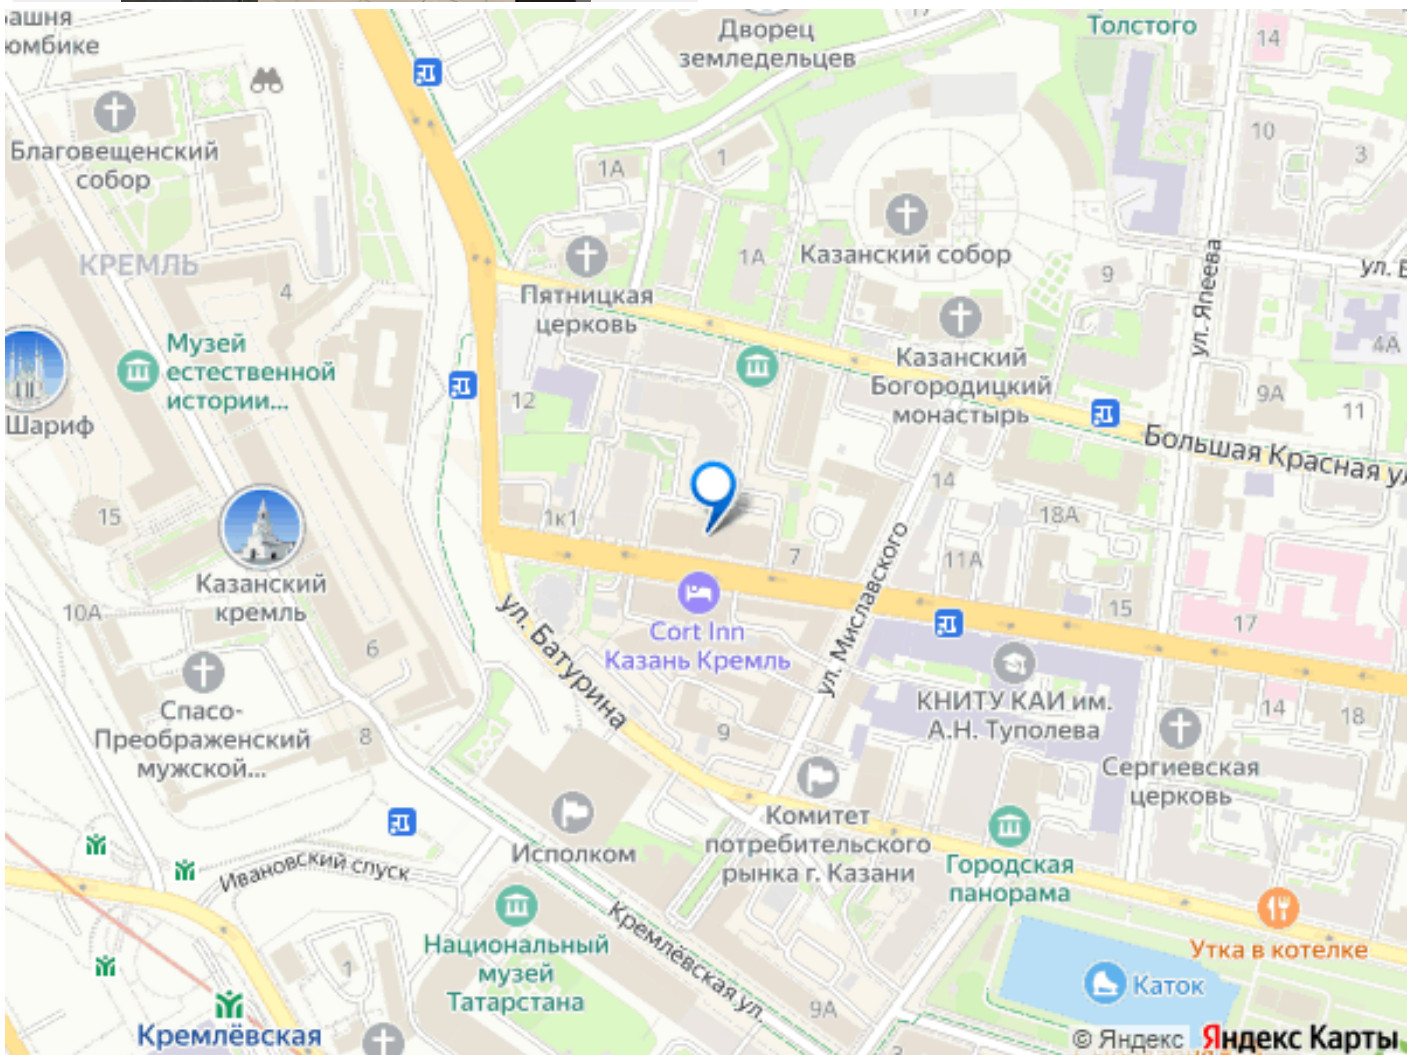 юмбике
Дворец
земледельцев
Толстого
14
Благовещенский
собор
1А
1
10
3
КРЕМЛЬ
4
Пятницкая
церковь
1А
Казанский собор
9
ул. Япеева
4А
Музей
естественной
истории...
Казанский
Богородицкий
монастырь
9А
11
Шариф
12
Большая Красная ул
14
18А
15
1к1
7
11А
Казанский
кремль
10А
6
ул. Батурина
Cort Inn
Казань Кремль
ул. Миславского
15
17
КНИТУ КАИ им.
А.Н. Туполева
14
18
Спасо-
Преображенский
мужской...
8
9
Сергиевская
церковь
Исполком
Комитет
потребительского
рынка г. Казани
Городская
панорама
Ивановский спуск
Национальный
музей
Татарстана
Кремлёвская ул.
Утка в котелке
Каток
1
9А
Кремлёвская
© Яндекс Яндекс Карты